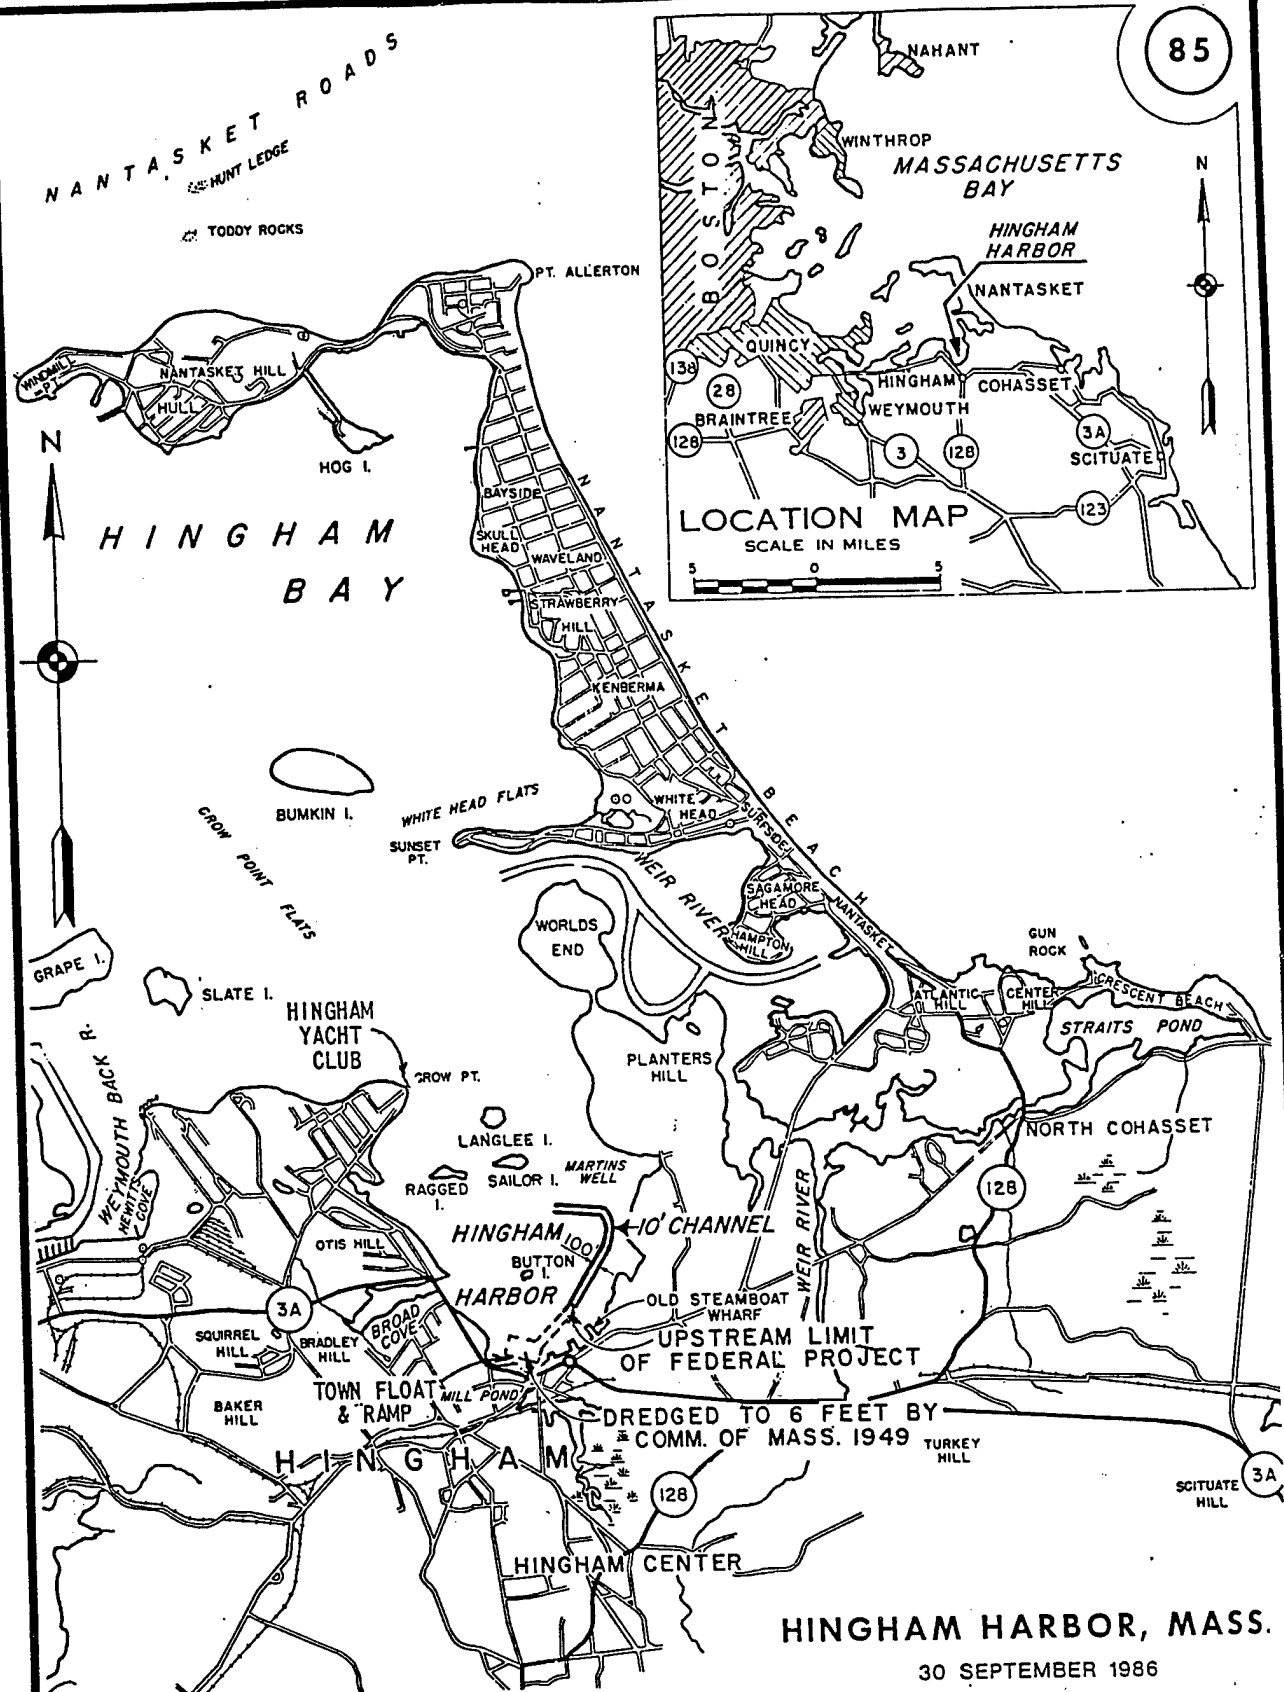 85
NANTASKET ROADS
HUNT LEDGE
TODDY ROCKS
PT. ALLERTON
WINDMILL
PT.
NANTASKET HILL
HULL
HOG I.
N
HINGHAM
BAY
BAYSIDE
SKULL
HEAD
WAVELAND
STRAWBERRY
HILL
KENBERMA
NANTASKET BEACH
BUMKIN I.
WHITE HEAD FLATS
SUNSET
PT.
WHITE
HEAD
SURFSIDE
CROW POINT FLATS
WEIR RIVER
SAGAMORE
HEAD
NANTASKET
HAMPTON
HILL
WORLDS
END
GRAPE I.
SLATE I.
GUN
ROCK
ATLANTIC
HILL
CENTER
HILL
CRESCENT BEACH
STRAITS POND
HINGHAM
YACHT
CLUB
CROW PT.
PLANTERS
HILL
WEYMOUTH BACK R.
NORTH COHASSET
LANGLEE I.
RAGGED
I.
SAILOR I.
MARTINS
WELL
HEWITTS
COVE
128
HINGHAM
HARBOR
100'
10' CHANNEL
BUTTON
I.
WEIR RIVER
OTIS HILL
3A
OLD STEAMBOAT
WHARF
SQUIRREL
HILL
BRADLEY
HILL
BROAD
COVE
UPSTREAM LIMIT
OF FEDERAL PROJECT
TOWN FLOAT
& RAMP
MILL POND
BAKER
HILL
DREDGED TO 6 FEET BY
COMM. OF MASS. 1949
TURKEY
HILL
HINGHAM
128
3A
SCITUATE
HILL
HINGHAM CENTER
NAHANT
WINTHROP
MASSACHUSETTS
BAY
N
BOSTON
HINGHAM
HARBOR
NANTASKET
QUINCY
138
28
HINGHAM
COHASSET
WEYMOUTH
BRAINTREE
128
3
128
3A
SCITUATE
123
LOCATION MAP
SCALE IN MILES
5 0 5
HINGHAM HARBOR, MASS.
30 SEPTEMBER 1986